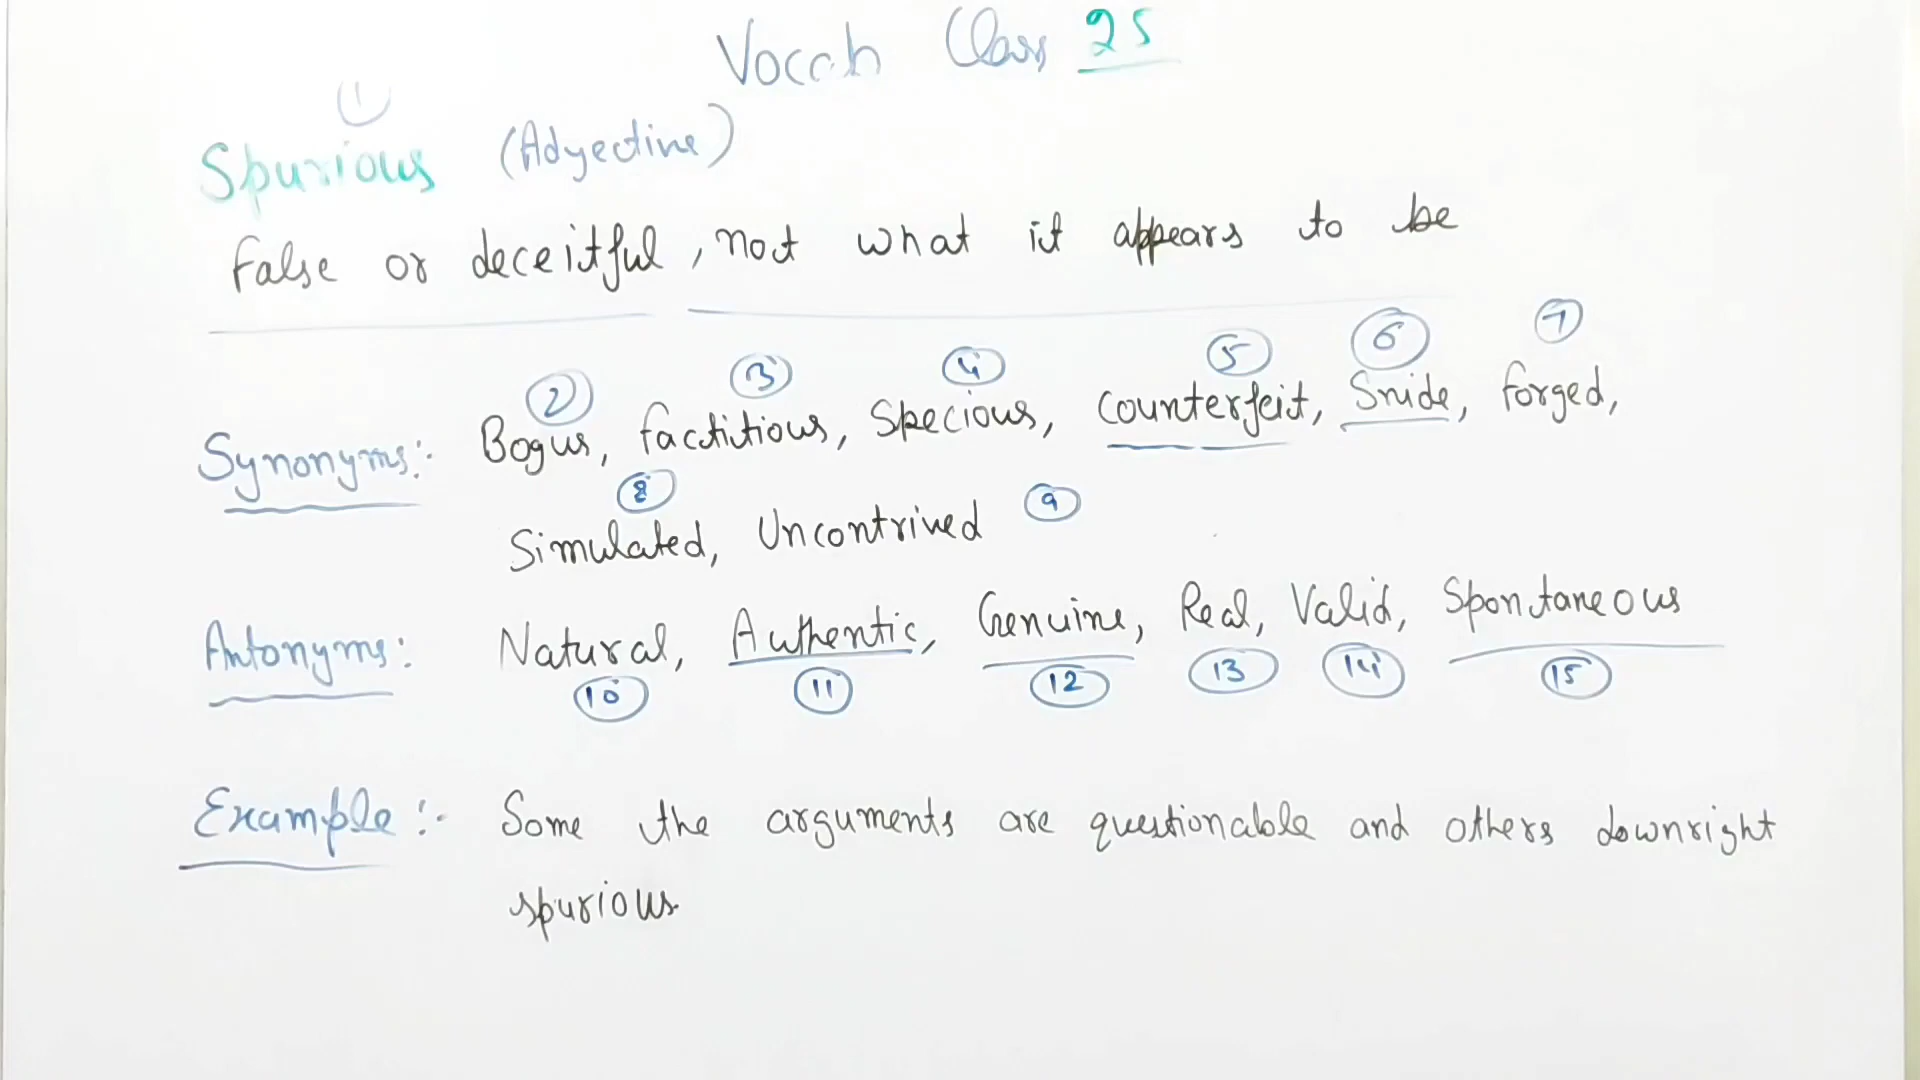 Vocab Class 25
①
Spurious (Adjective)
False or deceitful, not what it appears to be
② ③ ④ ⑤ ⑥ ⑦
Synonyms:- Bogus, factitious, Specious, Counterfeit, Snide, forged,
⑧ ⑨
Simulated, Uncontrived
Antonyms: Natural, Authentic, Genuine, Real, Valid, Spontaneous
⑩ ⑪ ⑫ ⑬ ⑭ ⑮
Example:- Some the arguments are questionable and others downright
spurious.